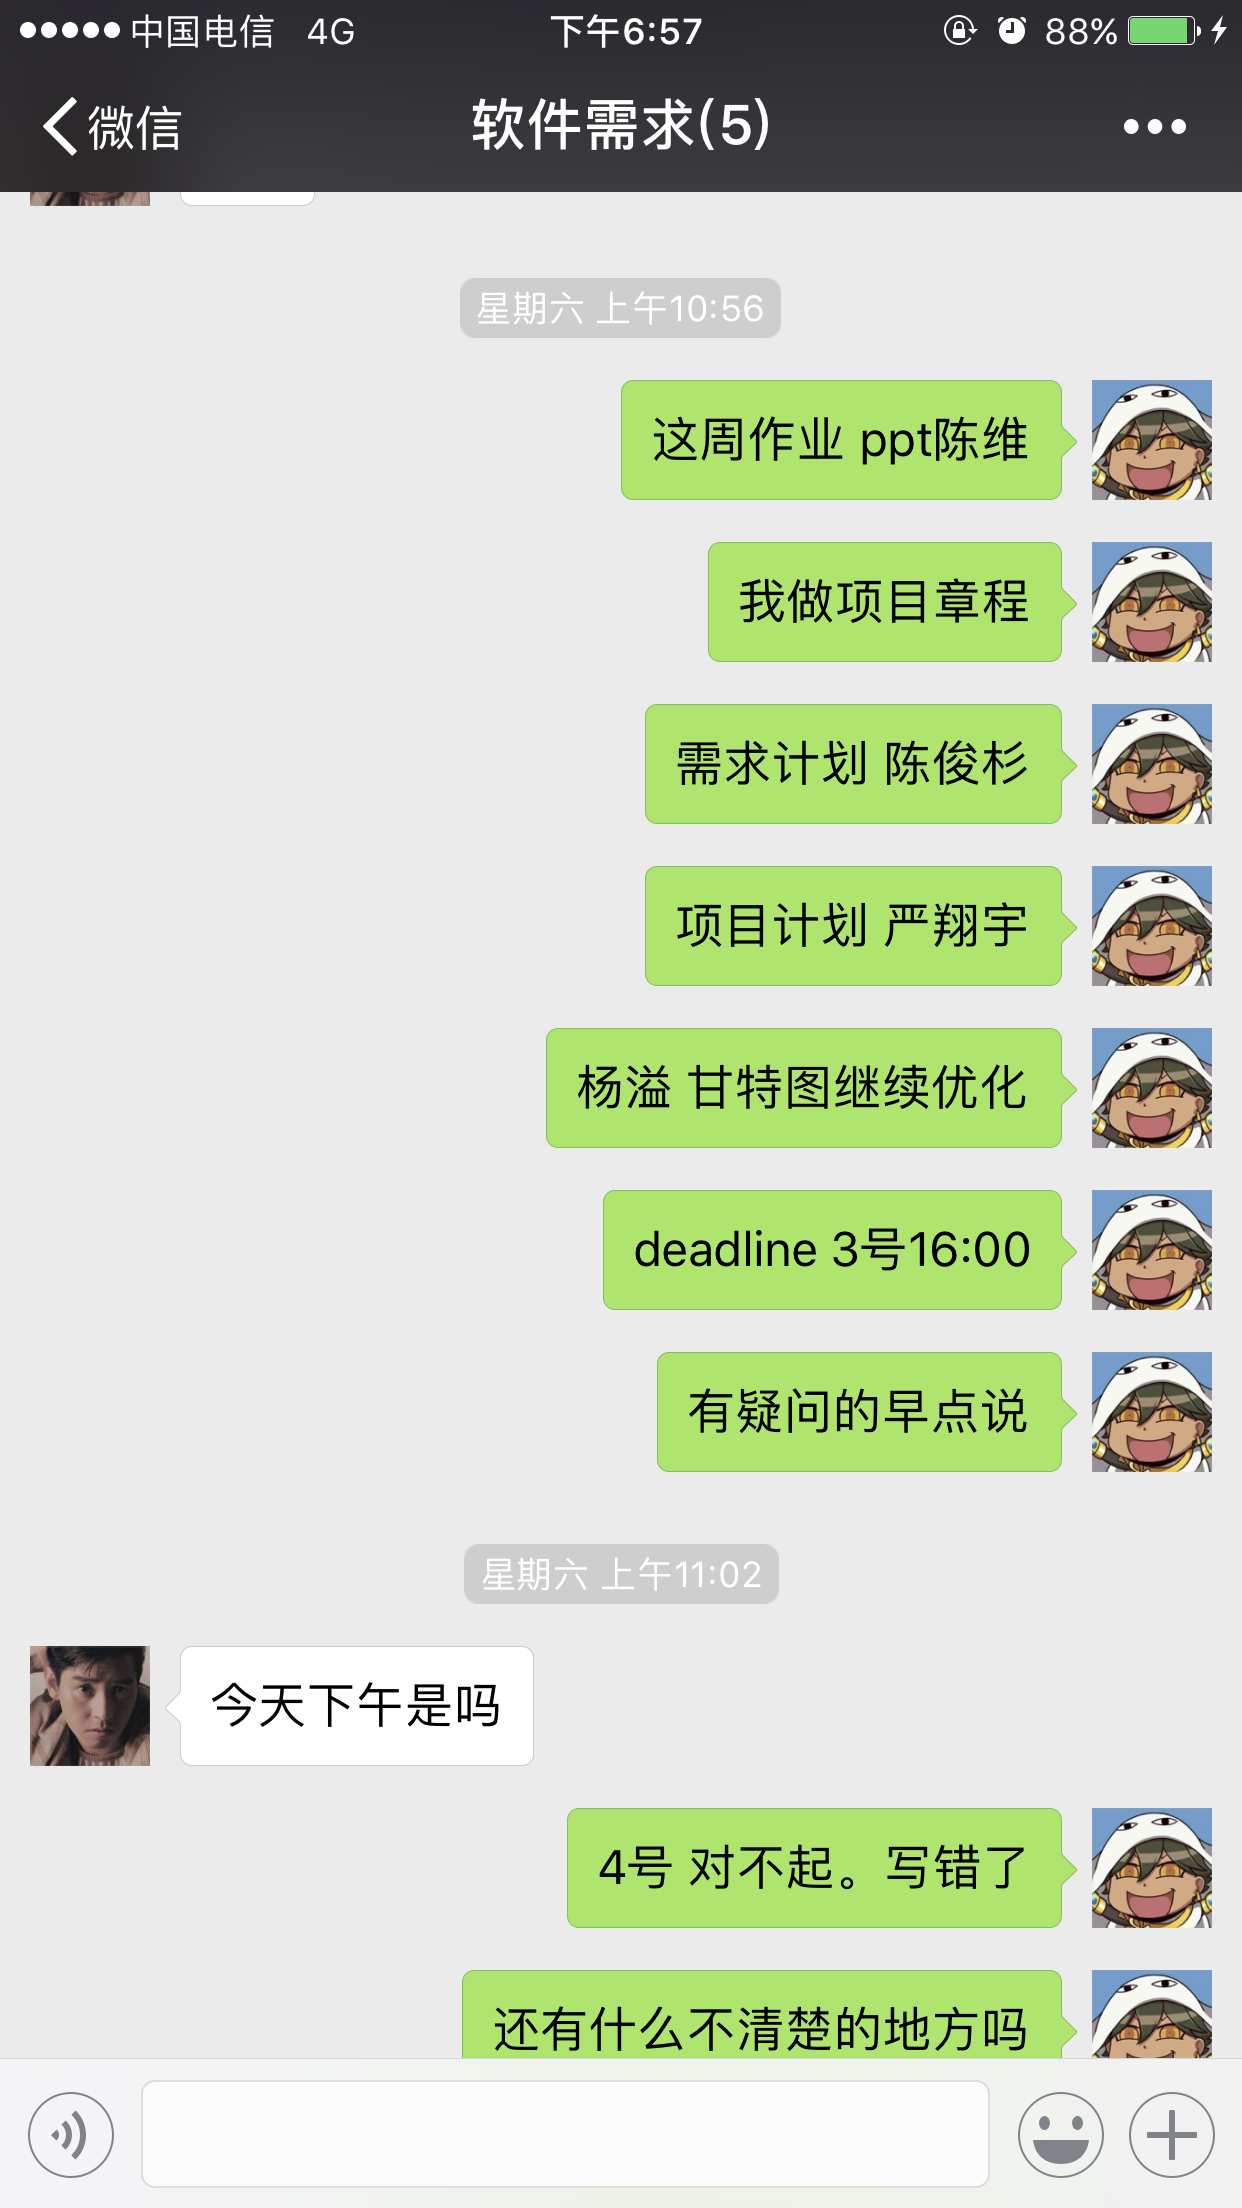 中国电信 4G 下午6:57 88%
微信 软件需求(5)
星期六 上午10:56
这周作业 ppt陈维
我做项目章程
需求计划 陈俊杉
项目计划 严翔宇
杨溢 甘特图继续优化
deadline 3号16:00
有疑问的早点说
星期六 上午11:02
今天下午是吗
4号 对不起。写错了
还有什么不清楚的地方吗